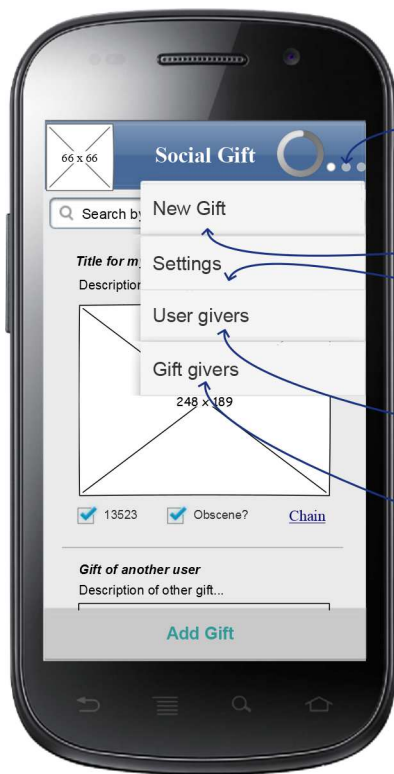 66 x 66
Social Gift
Search by
New Gift
Title for m
Settings
Description
User givers
Gift givers
248 x 189
13523
Obscene?
Chain
Gift of another user
Description of other gift...
Add Gift